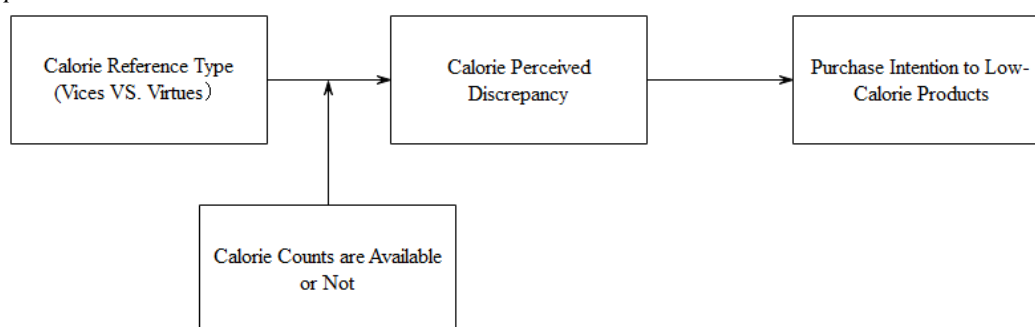 Calorie Reference Type
(Vices VS. Virtues）
Calorie Perceived
Discrepancy
Purchase Intention to Low-
Calorie Products
Calorie Counts are Available
or Not